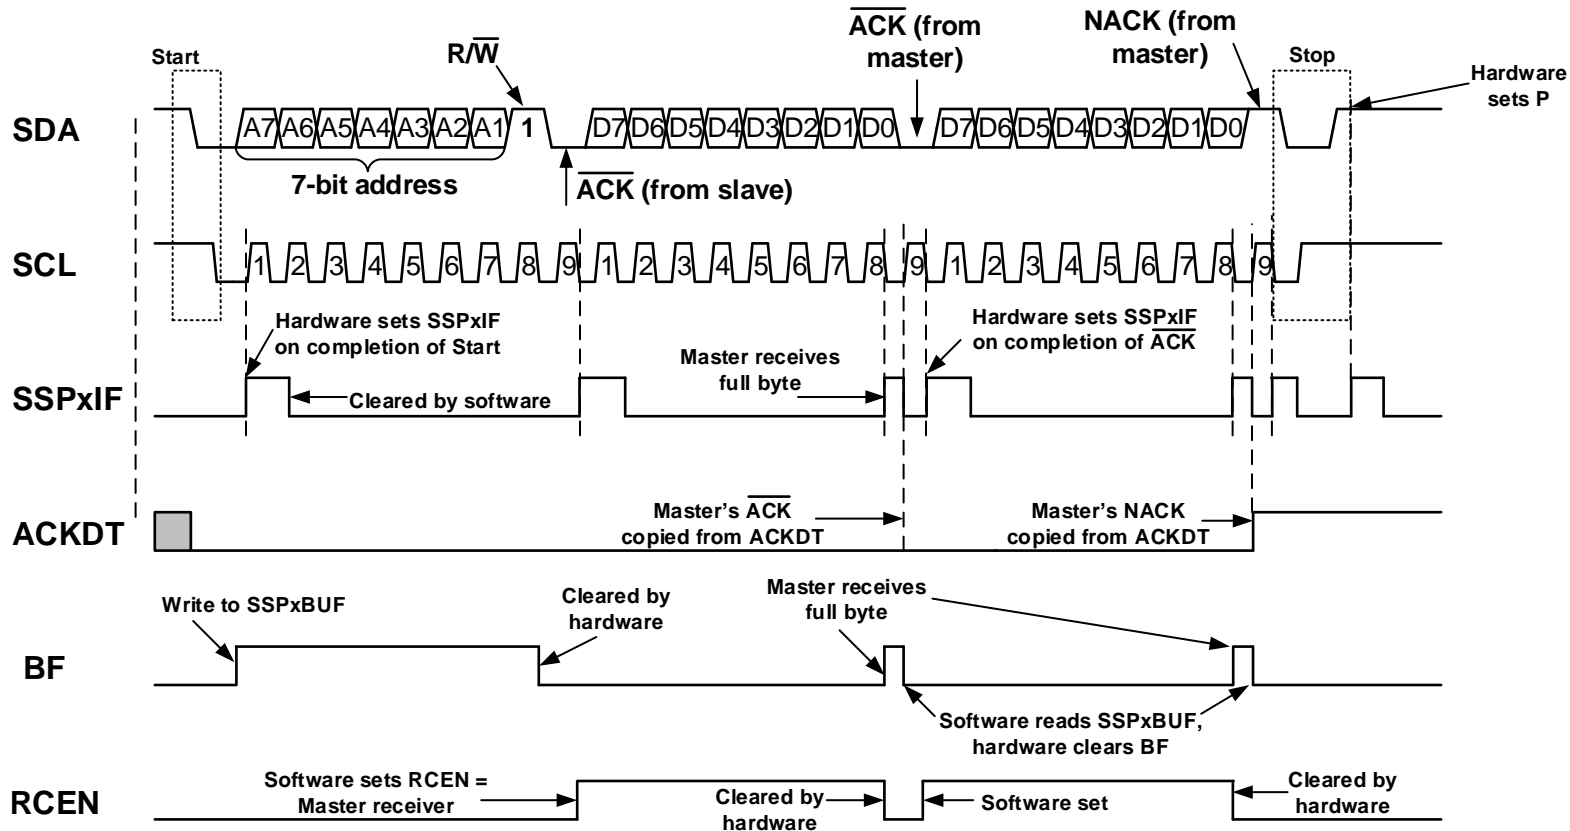 Start
R/W̅
A̅C̅K̅ (from
master)
NACK (from
master)
Stop
Hardware
sets P
SDA
A7 A6 A5 A4 A3 A2 A1 1 D7 D6 D5 D4 D3 D2 D1 D0 D7 D6 D5 D4 D3 D2 D1 D0
7-bit address
A̅C̅K̅ (from slave)
SCL
1 2 3 4 5 6 7 8 9 1 2 3 4 5 6 7 8 9 1 2 3 4 5 6 7 8 9
Hardware sets SSPxIF
on completion of Start
Master receives
full byte
Hardware sets SSPxIF
on completion of A̅C̅K̅
SSPxIF
Cleared by software
ACKDT
Master's A̅C̅K̅
copied from ACKDT
Master's NACK
copied from ACKDT
Write to SSPxBUF
Cleared by
hardware
Master receives
full byte
BF
Software reads SSPxBUF,
hardware clears BF
RCEN
Software sets RCEN =
Master receiver
Cleared by
hardware
Software set
Cleared by
hardware